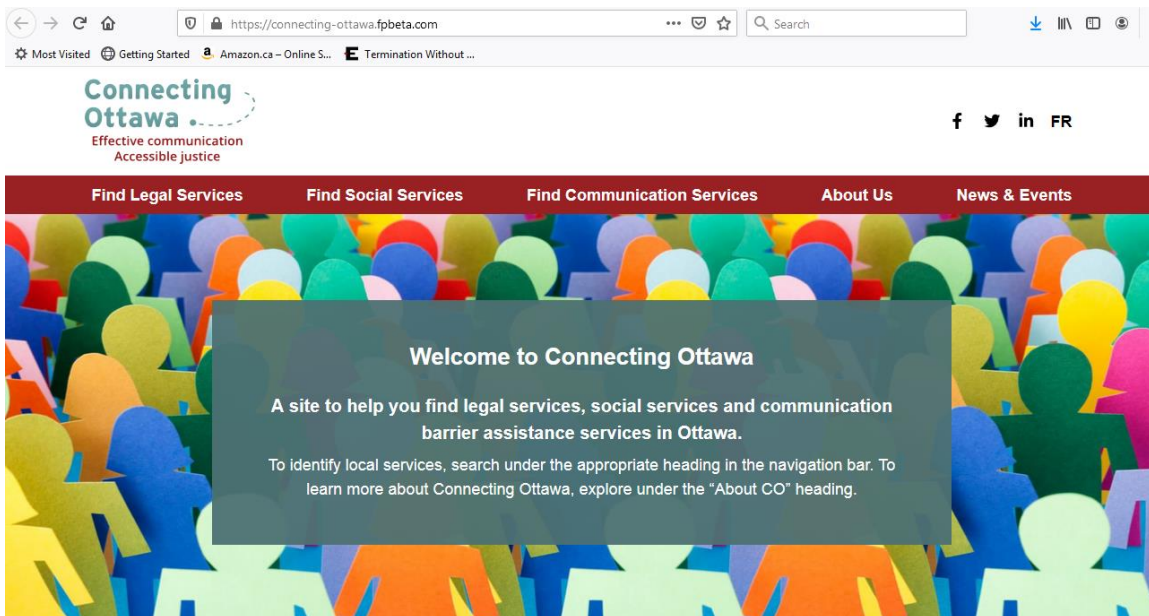 https://connecting-ottawa.fpbeta.com
Search
Most Visited Getting Started Amazon.ca – Online S... Termination Without ...
Connecting
Ottawa
Effective communication
Accessible justice
FR
Find Legal Services Find Social Services Find Communication Services About Us News & Events
Welcome to Connecting Ottawa
A site to help you find legal services, social services and communication
barrier assistance services in Ottawa.
To identify local services, search under the appropriate heading in the navigation bar. To
learn more about Connecting Ottawa, explore under the “About CO” heading.